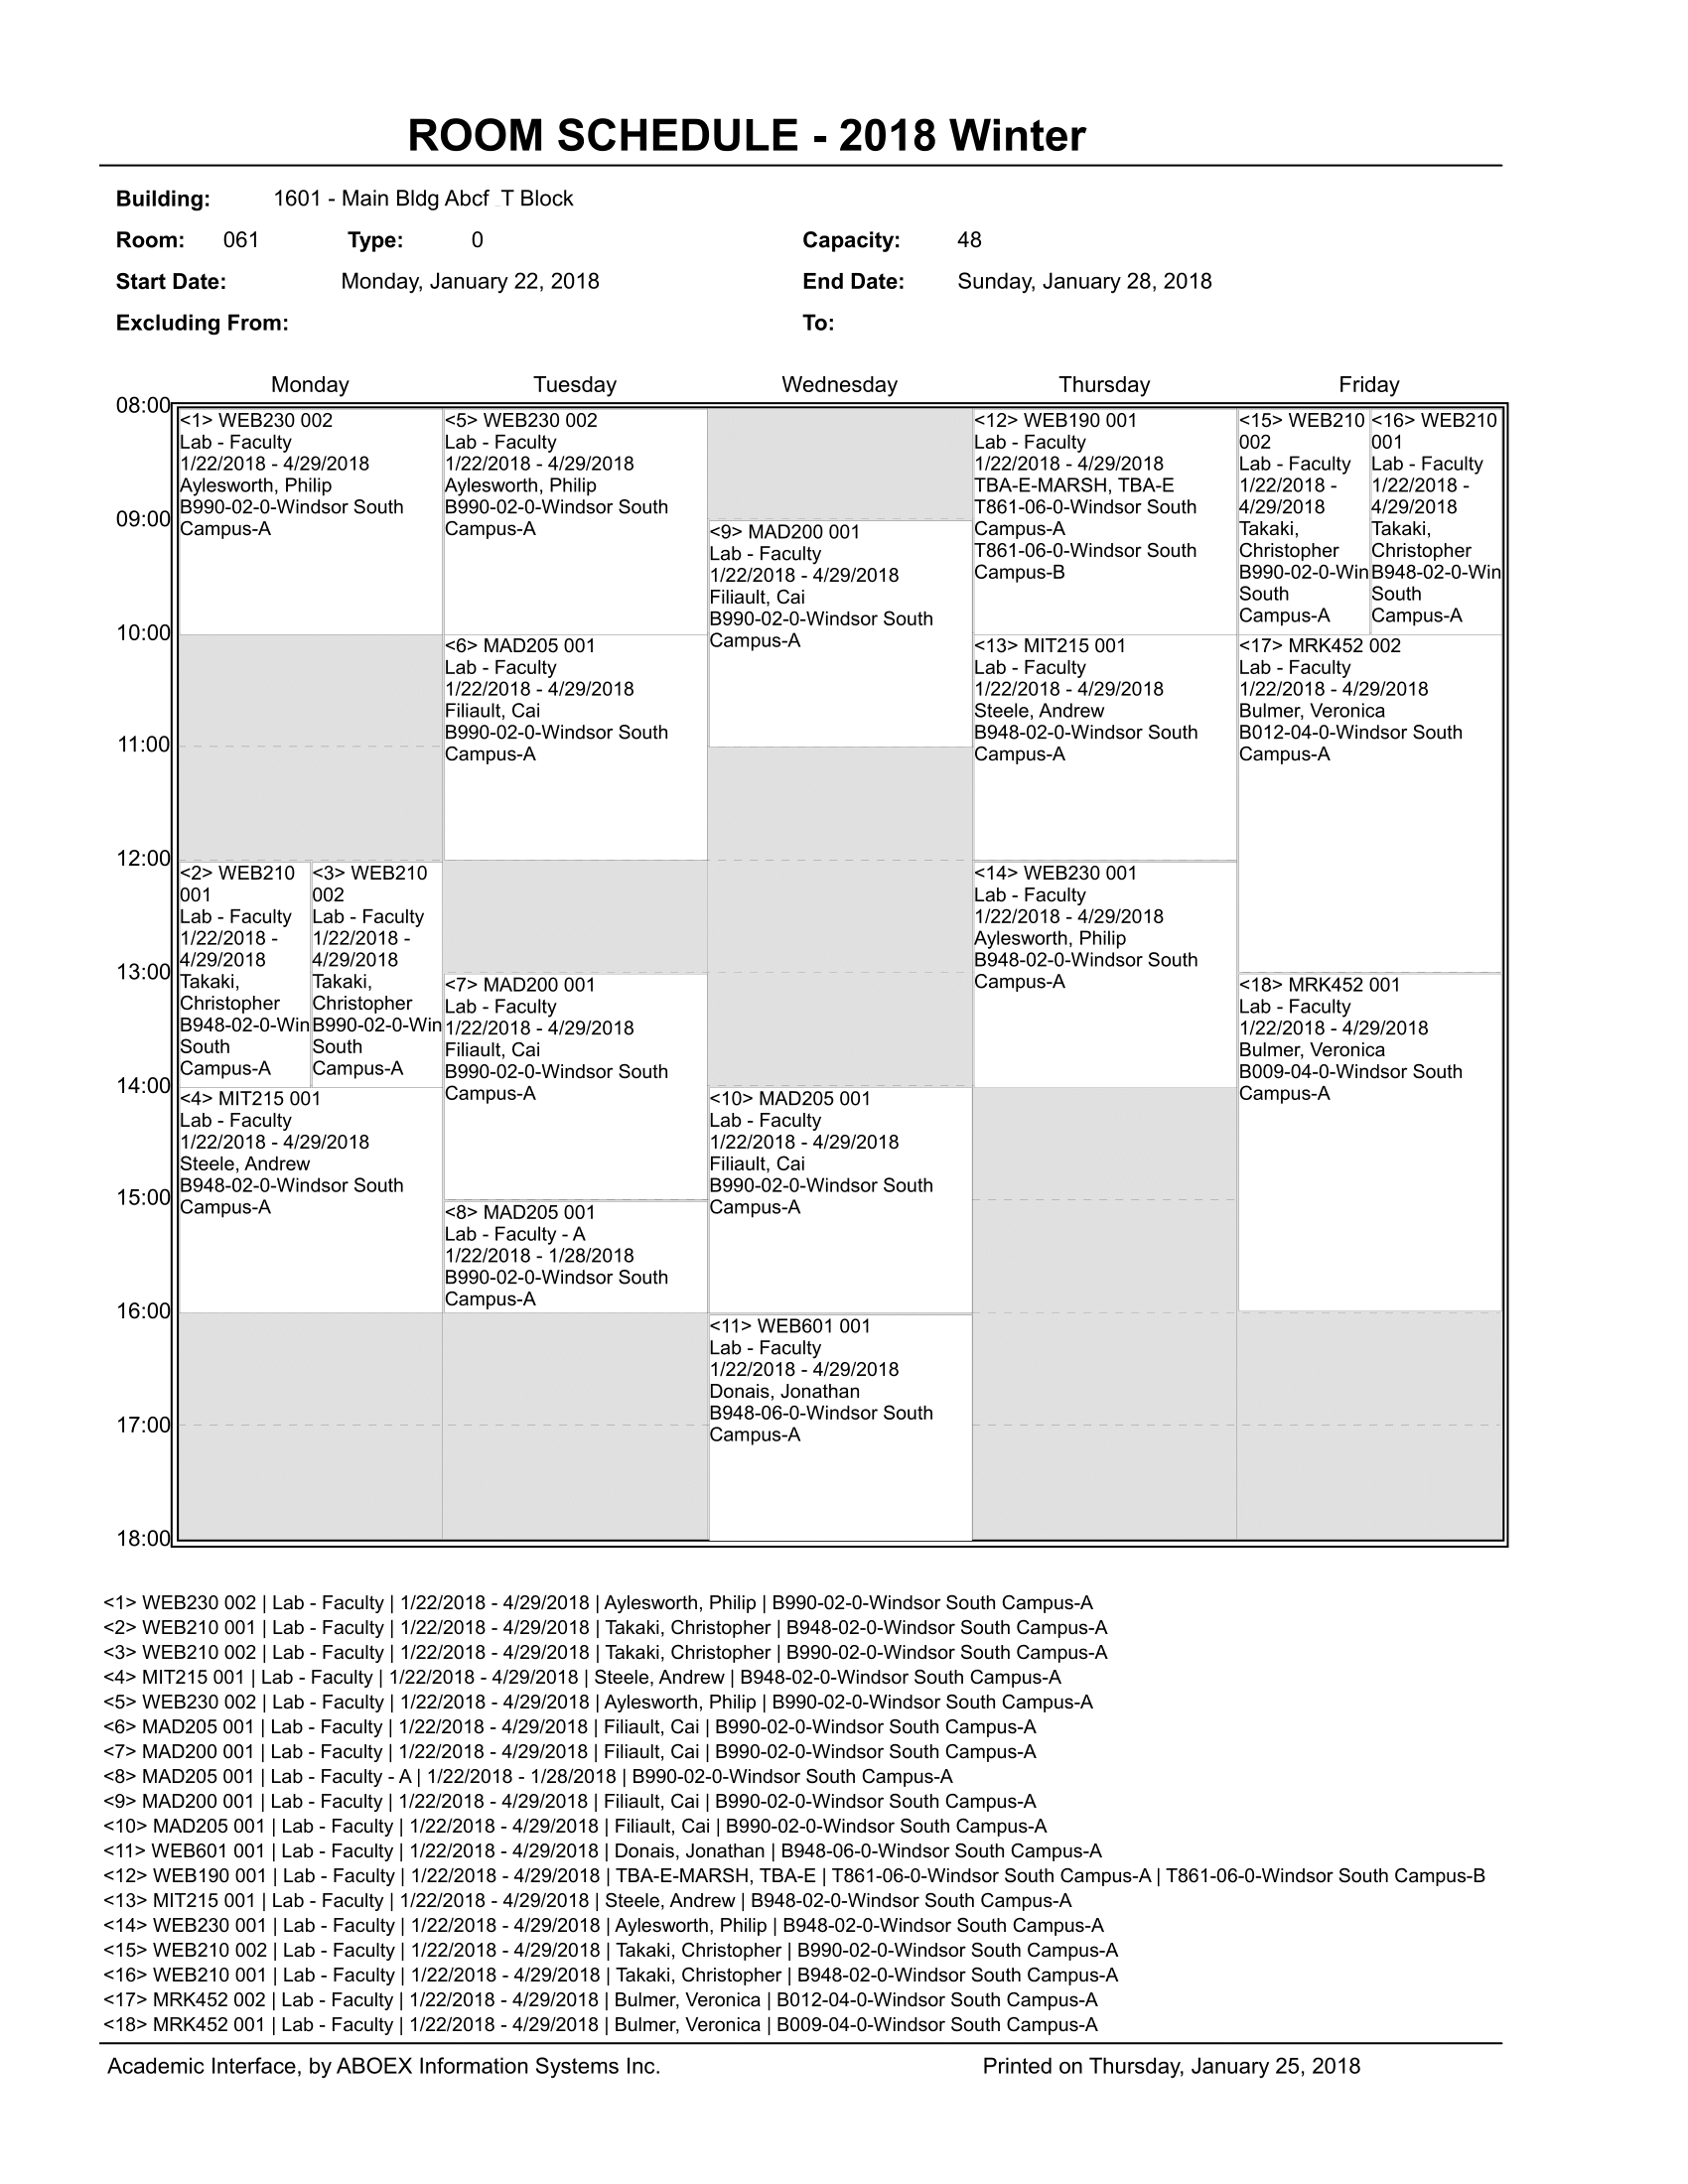 ROOM SCHEDULE - 2018 Winter
Building: 1601 - Main Bldg Abcf T Block
Room: 061 Type: 0 Capacity: 48
Start Date: Monday, January 22, 2018 End Date: Sunday, January 28, 2018
Excluding From: To:
Monday Tuesday Wednesday Thursday Friday
08:00
09:00
10:00
11:00
12:00
13:00
14:00
15:00
16:00
17:00
18:00
<1> WEB230 002
Lab - Faculty
1/22/2018 - 4/29/2018
Aylesworth, Philip
B990-02-0-Windsor South
Campus-A
<2> WEB210
001
Lab - Faculty
1/22/2018 -
4/29/2018
Takaki,
Christopher
B948-02-0-Win
South
Campus-A
<3> WEB210
002
Lab - Faculty
1/22/2018 -
4/29/2018
Takaki,
Christopher
B990-02-0-Win
South
Campus-A
<4> MIT215 001
Lab - Faculty
1/22/2018 - 4/29/2018
Steele, Andrew
B948-02-0-Windsor South
Campus-A
<5> WEB230 002
Lab - Faculty
1/22/2018 - 4/29/2018
Aylesworth, Philip
B990-02-0-Windsor South
Campus-A
<6> MAD205 001
Lab - Faculty
1/22/2018 - 4/29/2018
Filiault, Cai
B990-02-0-Windsor South
Campus-A
<7> MAD200 001
Lab - Faculty
1/22/2018 - 4/29/2018
Filiault, Cai
B990-02-0-Windsor South
Campus-A
<8> MAD205 001
Lab - Faculty - A
1/22/2018 - 1/28/2018
B990-02-0-Windsor South
Campus-A
<9> MAD200 001
Lab - Faculty
1/22/2018 - 4/29/2018
Filiault, Cai
B990-02-0-Windsor South
Campus-A
<10> MAD205 001
Lab - Faculty
1/22/2018 - 4/29/2018
Filiault, Cai
B990-02-0-Windsor South
Campus-A
<11> WEB601 001
Lab - Faculty
1/22/2018 - 4/29/2018
Donais, Jonathan
B948-06-0-Windsor South
Campus-A
<12> WEB190 001
Lab - Faculty
1/22/2018 - 4/29/2018
TBA-E-MARSH, TBA-E
T861-06-0-Windsor South
Campus-A
T861-06-0-Windsor South
Campus-B
<13> MIT215 001
Lab - Faculty
1/22/2018 - 4/29/2018
Steele, Andrew
B948-02-0-Windsor South
Campus-A
<14> WEB230 001
Lab - Faculty
1/22/2018 - 4/29/2018
Aylesworth, Philip
B948-02-0-Windsor South
Campus-A
<15> WEB210
002
Lab - Faculty
1/22/2018 -
4/29/2018
Takaki,
Christopher
B990-02-0-Win
South
Campus-A
<16> WEB210
001
Lab - Faculty
1/22/2018 -
4/29/2018
Takaki,
Christopher
B948-02-0-Win
South
Campus-A
<17> MRK452 002
Lab - Faculty
1/22/2018 - 4/29/2018
Bulmer, Veronica
B012-04-0-Windsor South
Campus-A
<18> MRK452 001
Lab - Faculty
1/22/2018 - 4/29/2018
Bulmer, Veronica
B009-04-0-Windsor South
Campus-A
<1> WEB230 002 | Lab - Faculty | 1/22/2018 - 4/29/2018 | Aylesworth, Philip | B990-02-0-Windsor South Campus-A
<2> WEB210 001 | Lab - Faculty | 1/22/2018 - 4/29/2018 | Takaki, Christopher | B948-02-0-Windsor South Campus-A
<3> WEB210 002 | Lab - Faculty | 1/22/2018 - 4/29/2018 | Takaki, Christopher | B990-02-0-Windsor South Campus-A
<4> MIT215 001 | Lab - Faculty | 1/22/2018 - 4/29/2018 | Steele, Andrew | B948-02-0-Windsor South Campus-A
<5> WEB230 002 | Lab - Faculty | 1/22/2018 - 4/29/2018 | Aylesworth, Philip | B990-02-0-Windsor South Campus-A
<6> MAD205 001 | Lab - Faculty | 1/22/2018 - 4/29/2018 | Filiault, Cai | B990-02-0-Windsor South Campus-A
<7> MAD200 001 | Lab - Faculty | 1/22/2018 - 4/29/2018 | Filiault, Cai | B990-02-0-Windsor South Campus-A
<8> MAD205 001 | Lab - Faculty - A | 1/22/2018 - 1/28/2018 | B990-02-0-Windsor South Campus-A
<9> MAD200 001 | Lab - Faculty | 1/22/2018 - 4/29/2018 | Filiault, Cai | B990-02-0-Windsor South Campus-A
<10> MAD205 001 | Lab - Faculty | 1/22/2018 - 4/29/2018 | Filiault, Cai | B990-02-0-Windsor South Campus-A
<11> WEB601 001 | Lab - Faculty | 1/22/2018 - 4/29/2018 | Donais, Jonathan | B948-06-0-Windsor South Campus-A
<12> WEB190 001 | Lab - Faculty | 1/22/2018 - 4/29/2018 | TBA-E-MARSH, TBA-E | T861-06-0-Windsor South Campus-A | T861-06-0-Windsor South Campus-B
<13> MIT215 001 | Lab - Faculty | 1/22/2018 - 4/29/2018 | Steele, Andrew | B948-02-0-Windsor South Campus-A
<14> WEB230 001 | Lab - Faculty | 1/22/2018 - 4/29/2018 | Aylesworth, Philip | B948-02-0-Windsor South Campus-A
<15> WEB210 002 | Lab - Faculty | 1/22/2018 - 4/29/2018 | Takaki, Christopher | B990-02-0-Windsor South Campus-A
<16> WEB210 001 | Lab - Faculty | 1/22/2018 - 4/29/2018 | Takaki, Christopher | B948-02-0-Windsor South Campus-A
<17> MRK452 002 | Lab - Faculty | 1/22/2018 - 4/29/2018 | Bulmer, Veronica | B012-04-0-Windsor South Campus-A
<18> MRK452 001 | Lab - Faculty | 1/22/2018 - 4/29/2018 | Bulmer, Veronica | B009-04-0-Windsor South Campus-A
Academic Interface, by ABOEX Information Systems Inc. Printed on Thursday, January 25, 2018